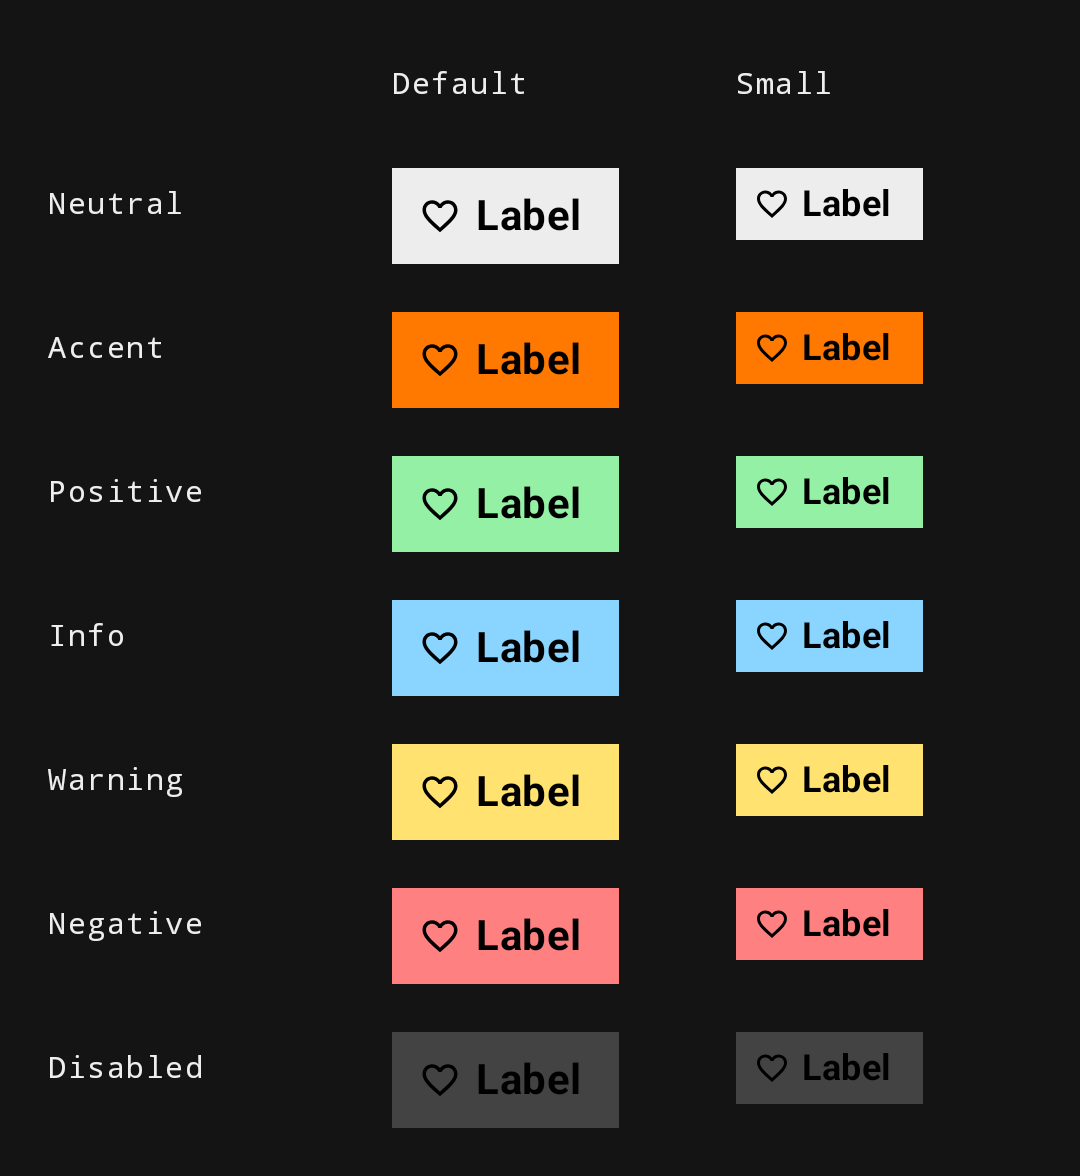 Default Small
Neutral Label Label
Accent Label Label
Positive Label Label
Info Label Label
Warning Label Label
Negative Label Label
Disabled Label Label